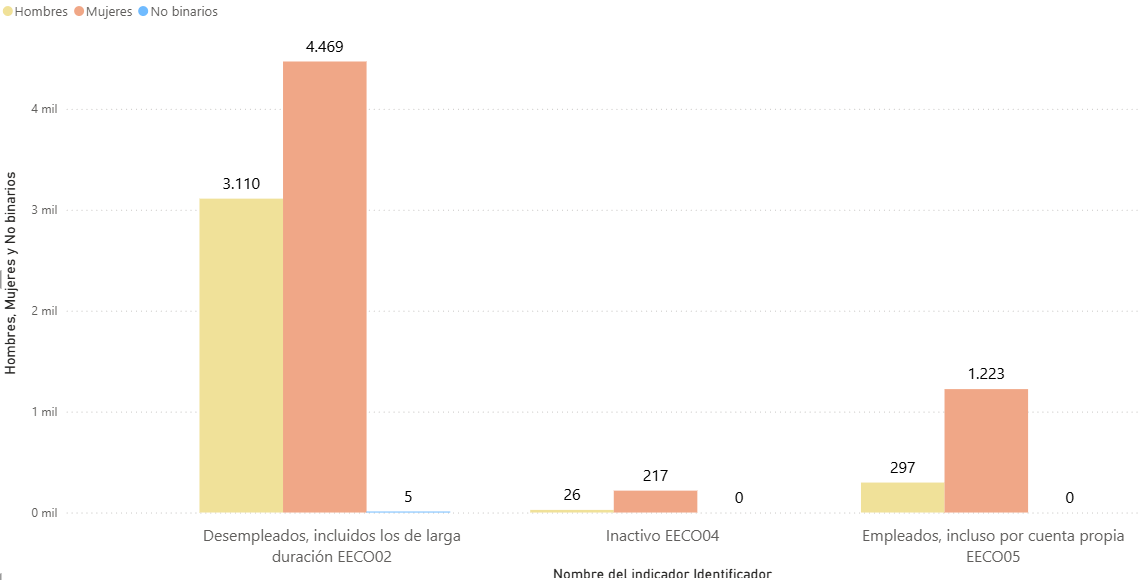 Hombres Mujeres No binarios
Hombres, Mujeres y No binarios
4 mil
3 mil
2 mil
1 mil
0 mil
3.110
4.469
5
26
217
0
297
1.223
0
Desempleados, incluidos los de larga
duración EECO02
Inactivo EECO04
Empleados, incluso por cuenta propia
EECO05
Nombre del indicador Identificador